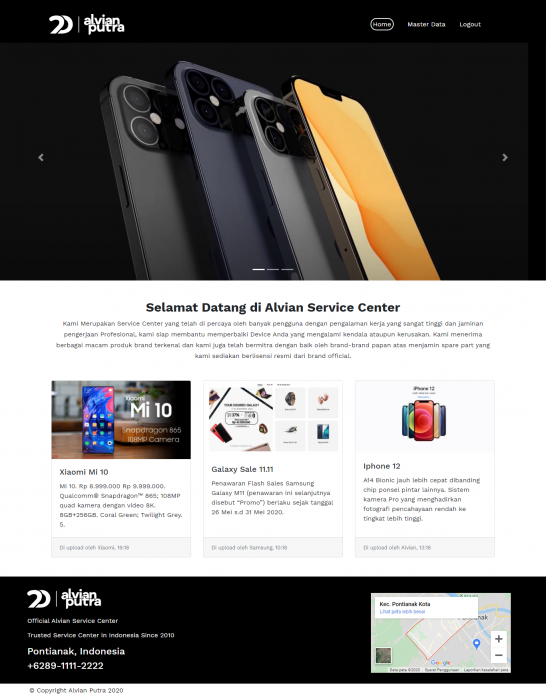 alvian
putra
Home Master Data Logout
Selamat Datang di Alvian Service Center
Kami Merupakan Service Center yang telah di percaya oleh banyak pengguna dengan pengalaman kerja yang sangat tinggi dan jaminan
pengerjaan Profesional, kami siap membantu memperbaiki Device Anda yang mengalami kendala ataupun kerusakan. Kami menerima
berbagai macam produk brand terkenal dan kami juga telah bermitra dengan baik oleh brand-brand papan atas menjamin spare part yang
kami sediakan berlisensi resmi dari brand official.
Xiaomi
Mi 10
Snapdragon 865
108MP Camera
Xiaomi Mi 10
Mi 10. Rp 8.999.000 Rp 9.999.000.
Qualcomm® Snapdragon™ 865; 108MP
quad kamera dengan video 8K.
8GB+256GB. Coral Green; Twilight Grey.
5.
Di upload oleh Xiaomi, 15:16
Galaxy Sale 11.11
Penawaran Flash Sales Samsung
Galaxy M11 (penawaran ini selanjutnya
disebut "Promo") berlaku sejak tanggal
26 Mei s.d 31 Mei 2020.
Di upload oleh Samsung, 10:16
iPhone 12
Iphone 12
A14 Bionic jauh lebih cepat dibanding
chip ponsel pintar lainnya. Sistem
kamera Pro yang menghadirkan
fotografi pencahayaan rendah ke
tingkat lebih tinggi.
Di upload oleh Alvian, 13:16
alvian
putra
Official Alvian Service Center
Trusted Service Center in Indonesia Since 2010
Pontianak, Indonesia
+6289-1111-2222
Kec. Pontianak Kota
Lihat peta lebih besar
Google
Data peta ©2020 Syarat Penggunaan Laporkan kesalahan peta
© Copyright Alvian Putra 2020